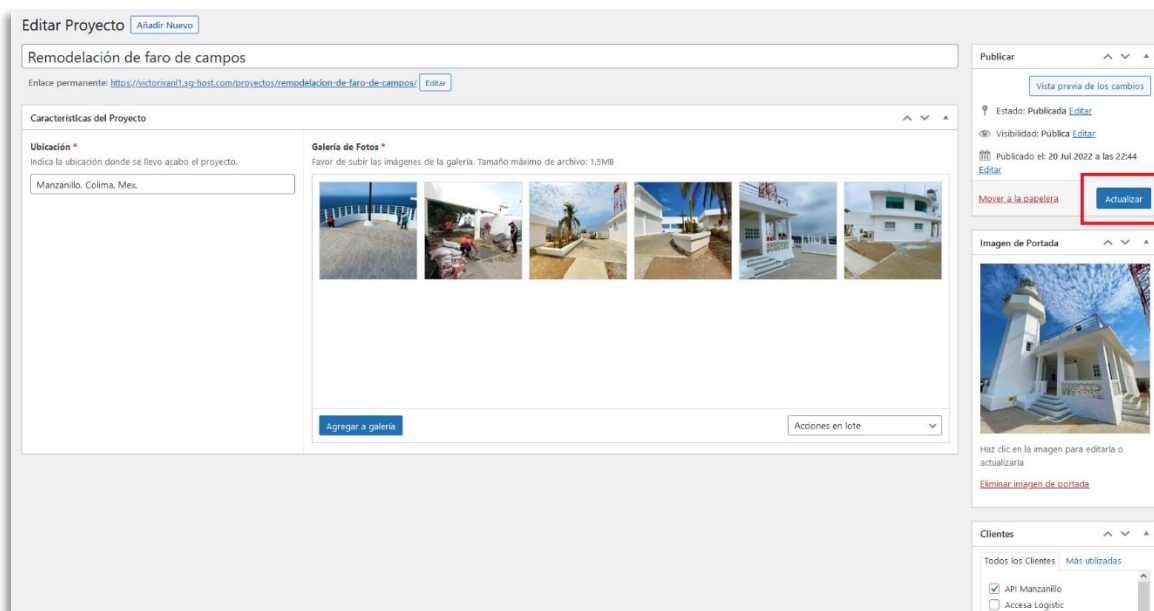 Editar Proyecto Añadir Nuevo
Remodelación de faro de campos
Enlace permanente: https://victorivanl1.sg-host.com/proyectos/remodelacion-de-faro-de-campos/ Editar
Características del Proyecto
Ubicación *
Indica la ubicación donde se llevo acabo el proyecto.
Manzanillo, Colima, Mex.
Galería de Fotos *
Favor de subir las imágenes de la galería. Tamaño máximo de archivo: 1.5MB
Agregar a galería
Acciones en lote
Publicar
Vista previa de los cambios
Estado: Publicada Editar
Visibilidad: Pública Editar
Publicado el: 20 Jul 2022 a las 22:44
Editar
Mover a la papelera
Actualizar
Imagen de Portada
Haz clic en la imagen para editarla o
actualizarla
Eliminar imagen de portada
Clientes
Todos los Clientes Más utilizadas
API Manzanillo
Accesa Logistic